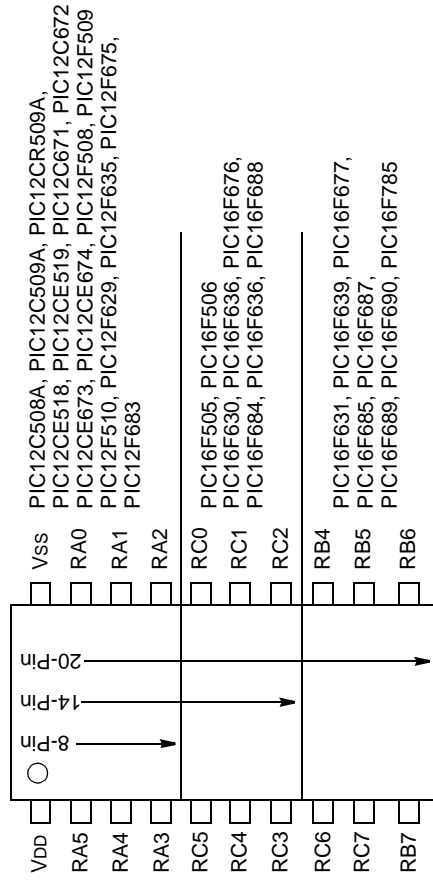 PIC12C508A, PIC12C509A, PIC12CR509A,
PIC12CE518, PIC12CE519, PIC12C671, PIC12C672
PIC12CE673, PIC12CE674, PIC12F508, PIC12F509
PIC12F510, PIC12F629, PIC12F635, PIC12F675,
PIC12F683
PIC16F505, PIC16F506
PIC16F630, PIC16F636, PIC16F676,
PIC16F684, PIC16F636, PIC16F688
PIC16F631, PIC16F639, PIC16F677,
PIC16F685, PIC16F687,
PIC16F689, PIC16F690, PIC16F785
VSS
RA0
RA1
RA2
RC0
RC1
RC2
RB4
RB5
RB6
20-Pin
14-Pin
8-Pin
VDD
RA5
RA4
RA3
RC5
RC4
RC3
RC6
RC7
RB7